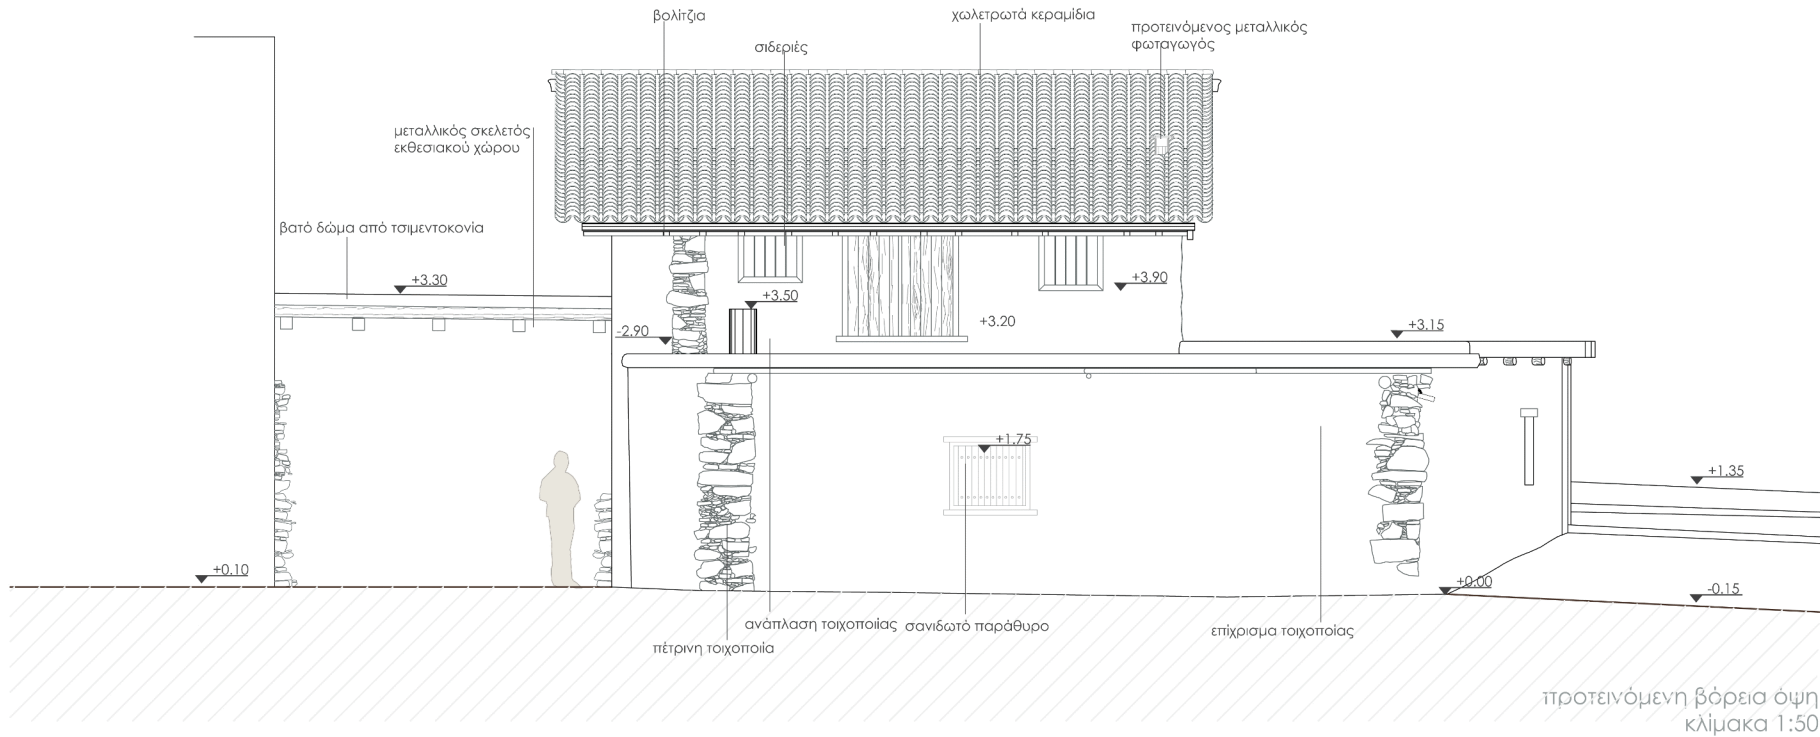 βολίτζια
χωλετρωτά κεραμίδια
προτεινόμενος μεταλλικός
φωταγωγός
σιδεριές
μεταλλικός σκελετός
εκθεσιακού χώρου
βατό δώμα από τσιμεντοκονία
+3.30
+3.90
+3.50
+3.20
-2.90
+3.15
+1.75
+1.35
+0.10
+0.00
-0.15
ανάπλαση τοιχοποιίας
σανιδωτό παράθυρο
επίχρισμα τοιχοποίας
πέτρινη τοιχοποιία
προτεινόμενη βόρεια όψη
κλίμακα 1:50